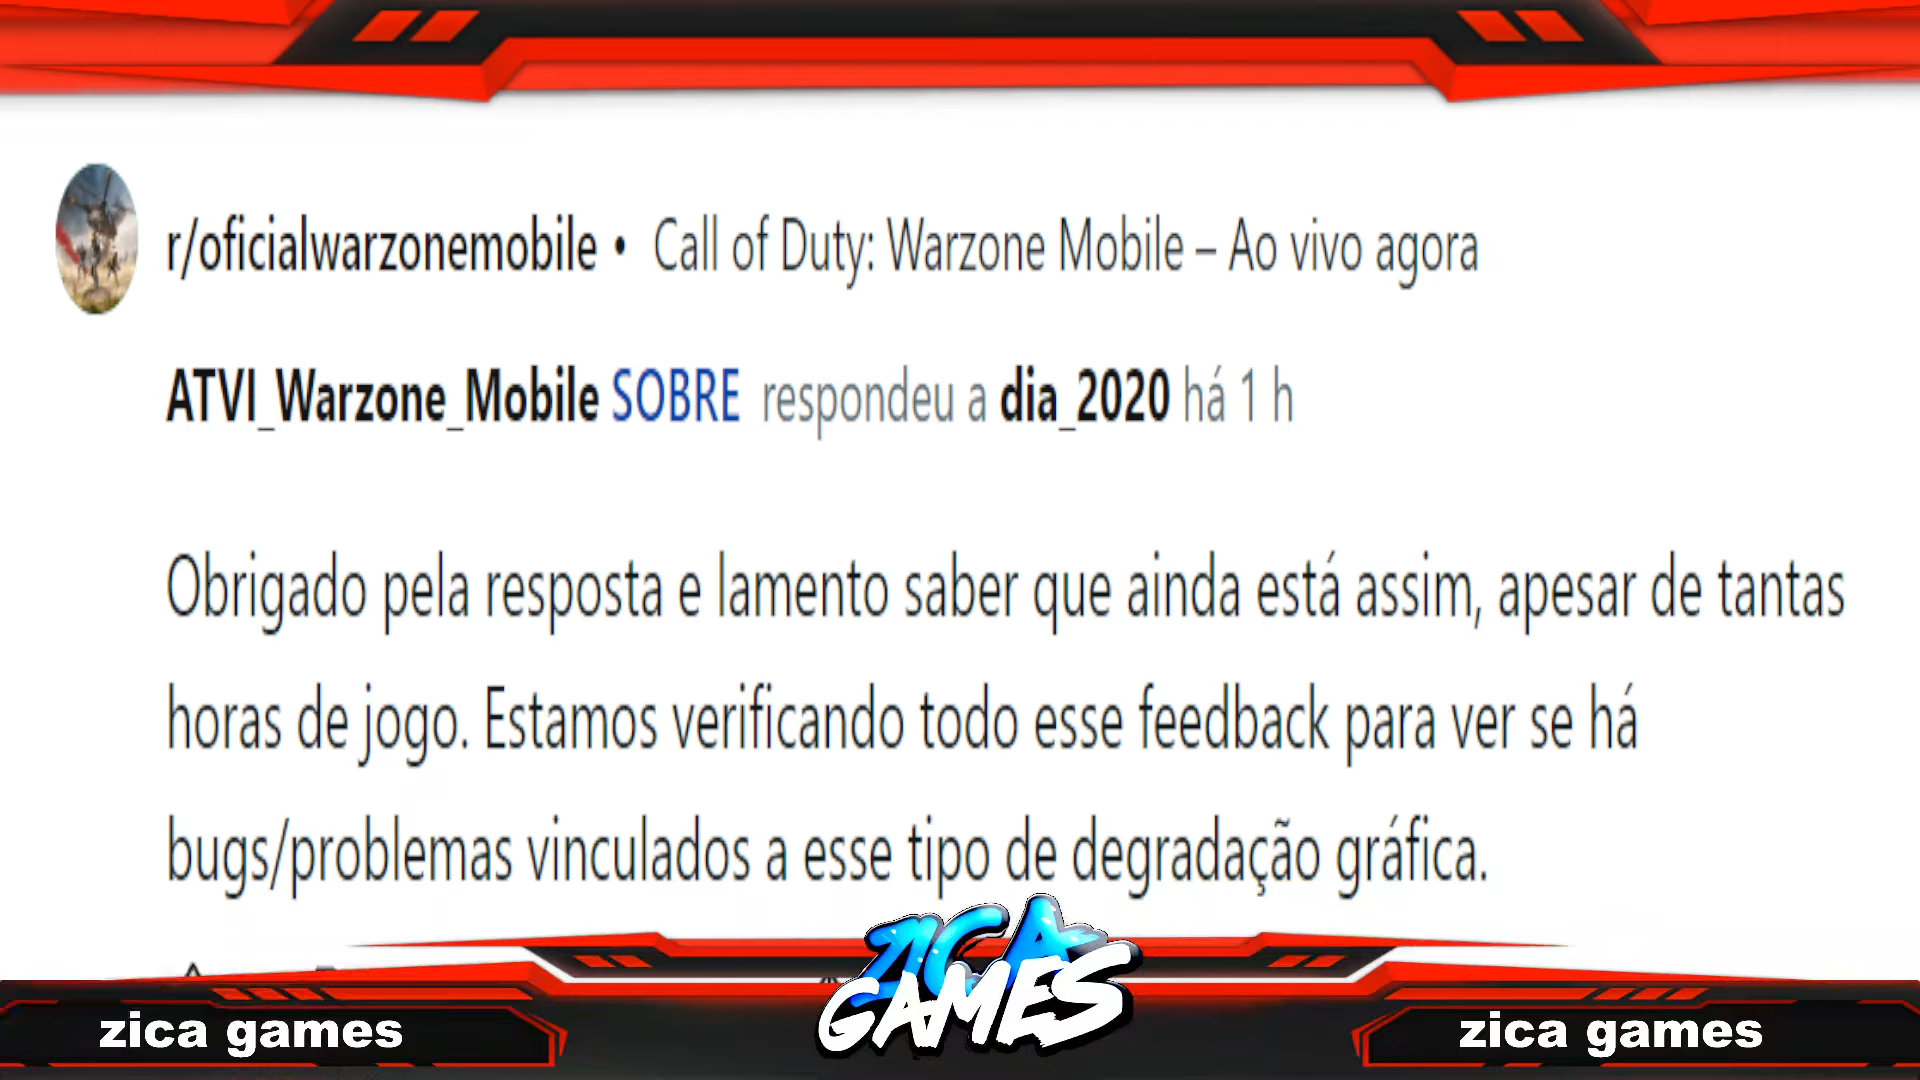 r/oficialwarzonemobile • Call of Duty: Warzone Mobile – Ao vivo agora
ATVI_Warzone_Mobile SOBRE respondeu a dia_2020 há 1 h
Obrigado pela resposta e lamento saber que ainda está assim, apesar de tantas
horas de jogo. Estamos verificando todo esse feedback para ver se há
bugs/problemas vinculados a esse tipo de degradação gráfica.
ZICA
GAMES
zica games
zica games